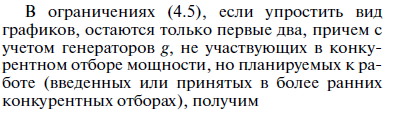 В ограничениях (4.5), если упростить вид
графиков, остаются только первые два, причем с
учетом генераторов g, не участвующих в конку-
рентном отборе мощности, но планируемых к ра-
боте (введенных или принятых в более ранних
конкурентных отборах), получим